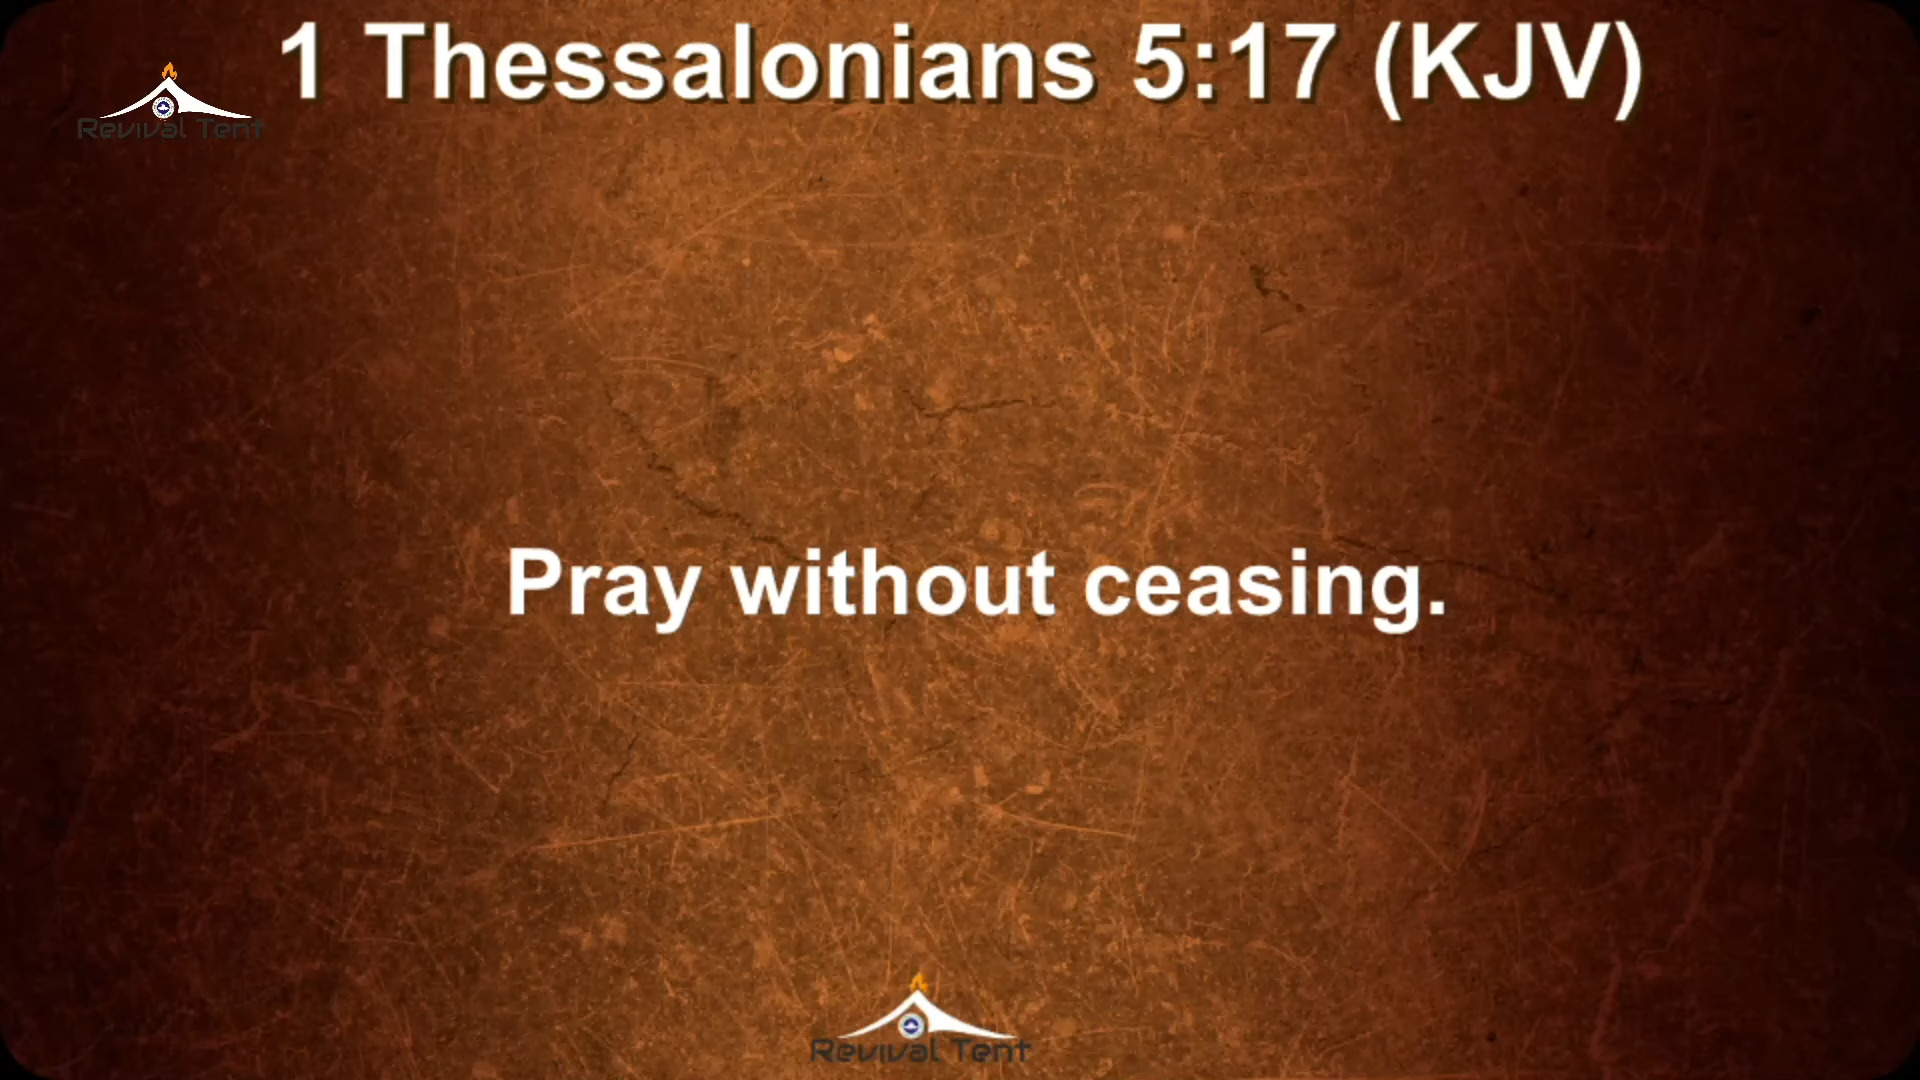 1 Thessalonians 5:17 (KJV)
Revival Tent
Pray without ceasing.
Revival Tent